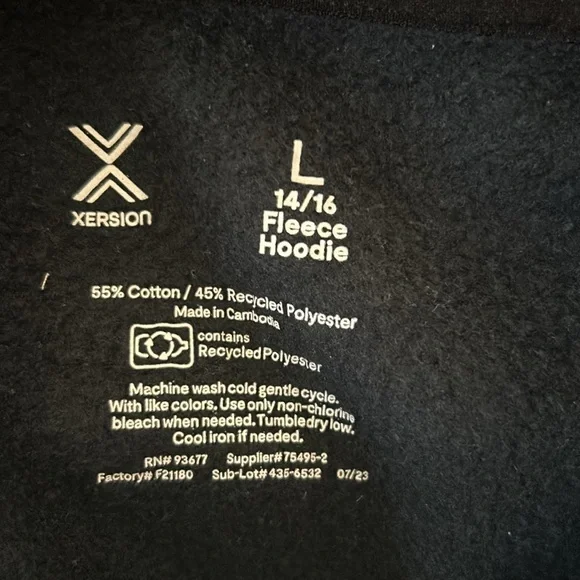 XERSION
L
14/16
Fleece
Hoodie
55% Cotton / 45% Recycled Polyester
Made in Cambodia
contains
Recycled Polyester
Machine wash cold gentle cycle.
With like colors. Use only non-chlorine
bleach when needed. Tumble dry low.
Cool iron if needed.
RN# 93677 Supplier# 75495-2
Factory# F21180 Sub-Lot# 435-6532 07/23